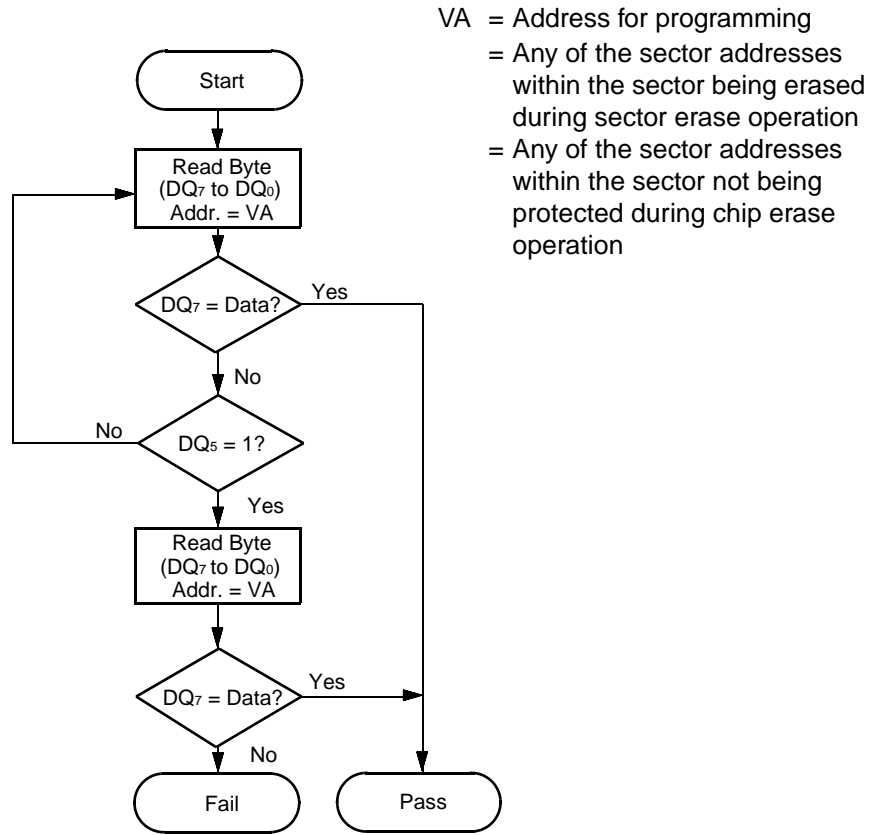 VA = Address for programming
= Any of the sector addresses
within the sector being erased
during sector erase operation
= Any of the sector addresses
within the sector not being
protected during chip erase
operation
Start
Read Byte
(DQ7 to DQ0)
Addr. = VA
DQ7 = Data?
Yes
No
DQ5 = 1?
No
Yes
Read Byte
(DQ7 to DQ0)
Addr. = VA
DQ7 = Data?
Yes
No
Fail
Pass